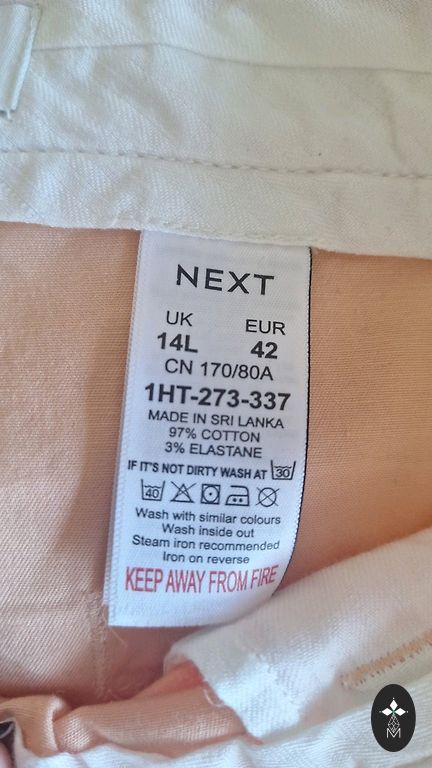 NEXT
UK EUR
14L 42
CN 170/80A
1HT-273-337
MADE IN SRI LANKA
97% COTTON
3% ELASTANE
IF IT'S NOT DIRTY WASH AT 30
40
Wash with similar colours
Wash inside out
Steam iron recommended
Iron on reverse
KEEP AWAY FROM FIRE
M